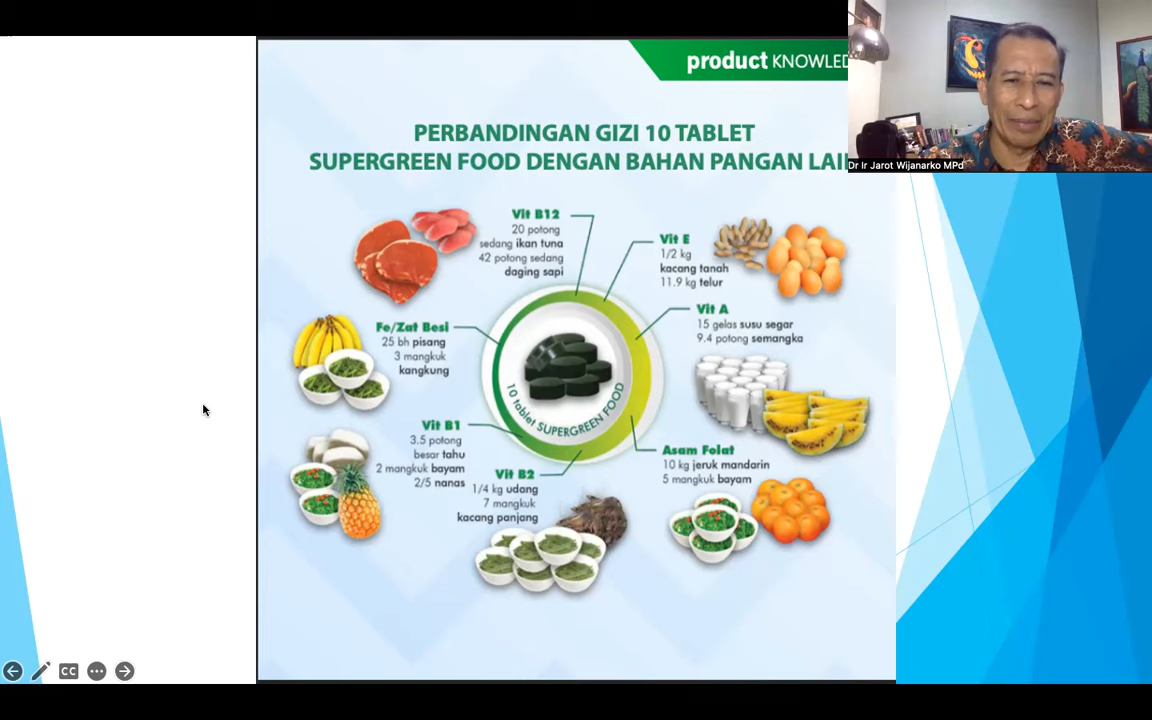 product KNOWLED
PERBANDINGAN GIZI 10 TABLET
SUPERGREEN FOOD DENGAN BAHAN PANGAN LAI
Dr Ir Jarot Wijanarko MPd
Vit B12
20 potong
sedang ikan tuna
42 potong sedang
daging sapi
Vit E
1/2 kg
kacang tanah
11.9 kg telur
Vit A
15 gelas susu segar
9.4 potong semangka
Fe/Zat Besi
25 bh pisang
3 mangkuk
kangkung
10 tablet SUPERGREEN FOOD
Vit B1
3.5 potong
besar tahu
2 mangkuk bayam
2/5 nanas
Vit B2
1/4 kg udang
7 mangkuk
kacang panjang
Asam Folat
10 kg jeruk mandarin
5 mangkuk bayam
CC